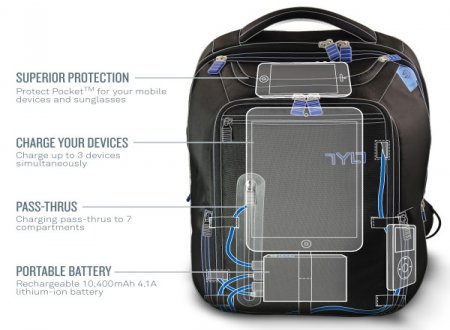 SUPERIOR PROTECTION
Protect Pocket™ for your mobile
devices and sunglasses
CHARGE YOUR DEVICES
Charge up to 3 devices
simultaneously
TYLT
PASS-THRUS
Charging pass-thrus to 7
compartments
PORTABLE BATTERY
Rechargeable 10,400mAh 4.1A
lithium-ion battery